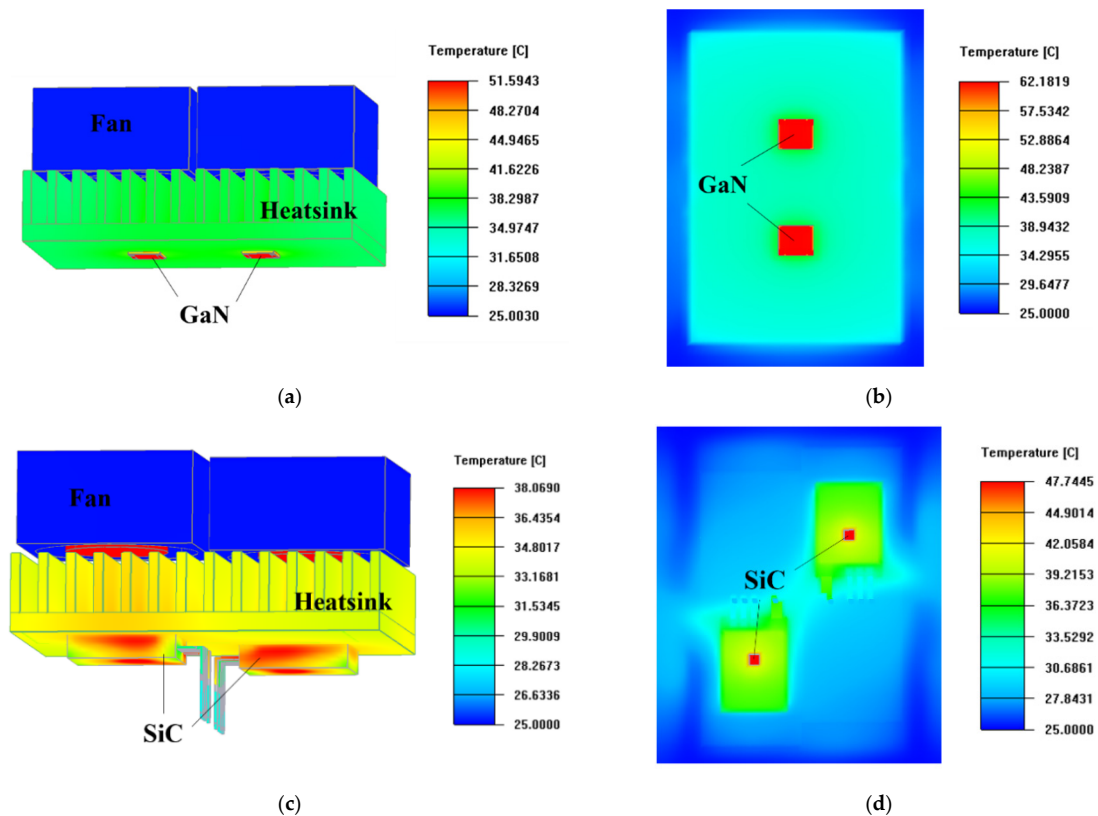 Temperature [C]
51.5943
48.2704
44.9465
41.6226
38.2987
34.9747
31.6508
28.3269
25.0030
Fan
Heatsink
GaN
(a)
Temperature [C]
62.1819
57.5342
52.8864
48.2387
43.5909
38.9432
34.2955
29.6477
25.0000
GaN
(b)
Temperature [C]
38.0690
36.4354
34.8017
33.1681
31.5345
29.9009
28.2673
26.6336
25.0000
Fan
Heatsink
SiC
(c)
Temperature [C]
47.7445
44.9014
42.0584
39.2153
36.3723
33.5292
30.6861
27.8431
25.0000
SiC
(d)